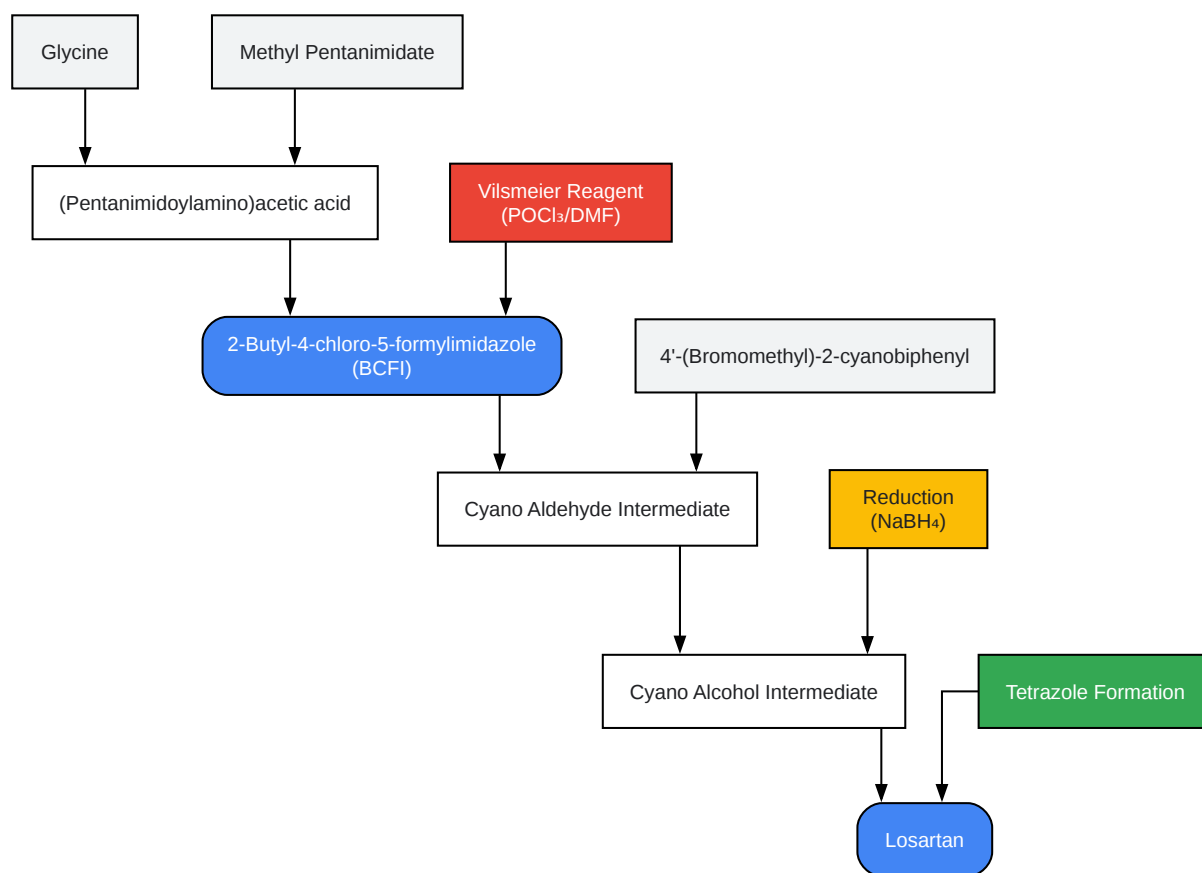 Glycine
Methyl Pentanimidate
(Pentanimidoylamino)acetic acid
Vilsmeier Reagent
(POCl₃/DMF)
2-Butyl-4-chloro-5-formylimidazole
(BCFI)
4'-(Bromomethyl)-2-cyanobiphenyl
Cyano Aldehyde Intermediate
Reduction
(NaBH₄)
Cyano Alcohol Intermediate
Tetrazole Formation
Losartan